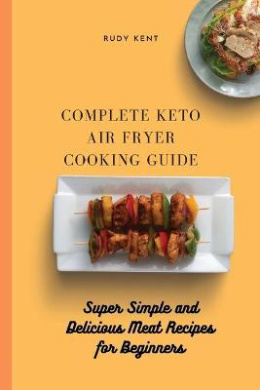 RUDY KENT
COMPLETE KETO
AIR FRYER
COOKING GUIDE
Super Simple and
Delicious Meat Recipes
for Beginners